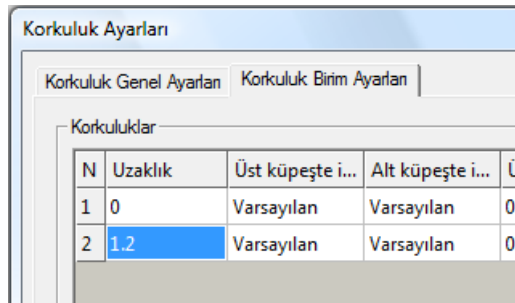 Korkuluk Ayarları
Korkuluk Genel Ayarları Korkuluk Birim Ayarları
Korkuluklar
N Uzaklık Üst küpeşte i... Alt küpeşte i... Ü
1 0 Varsayılan Varsayılan 0
2 1.2 Varsayılan Varsayılan 0